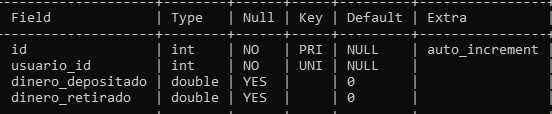 Field | Type | Null | Key | Default | Extra
id | int | NO | PRI | NULL | auto_increment
usuario_id | int | NO | UNI | NULL |
dinero_depositado | double | YES | | 0 |
dinero_retirado | double | YES | | 0 |